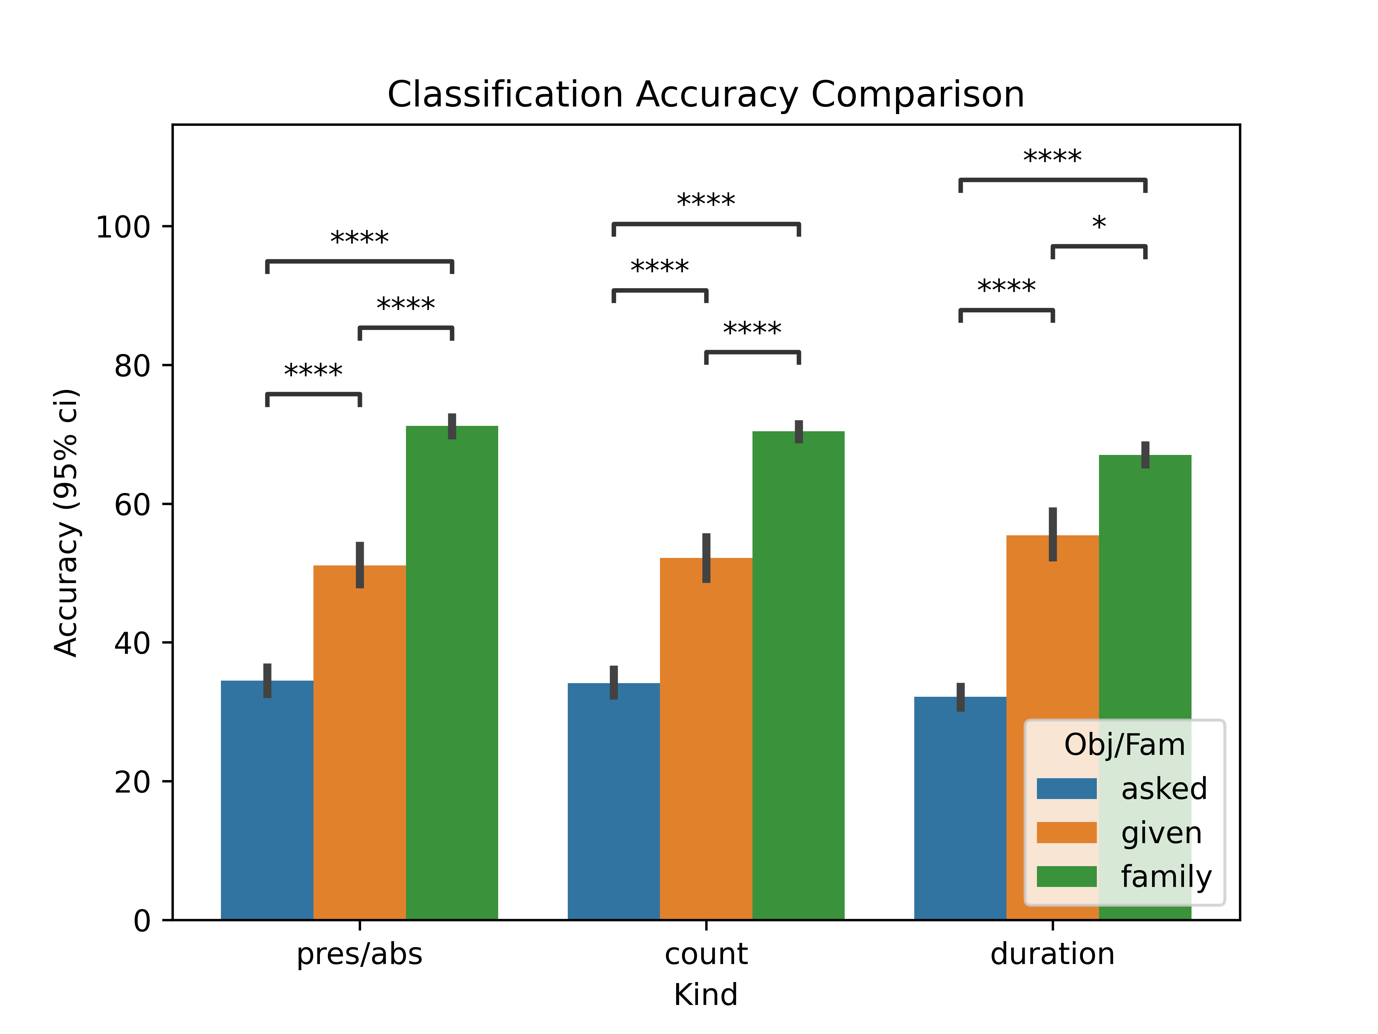 Classification Accuracy Comparison
Accuracy (95% ci)
100
80
60
40
20
0
****
****
****
****
****
****
****
*
****
Obj/Fam
asked
given
family
pres/abs
count
duration
Kind